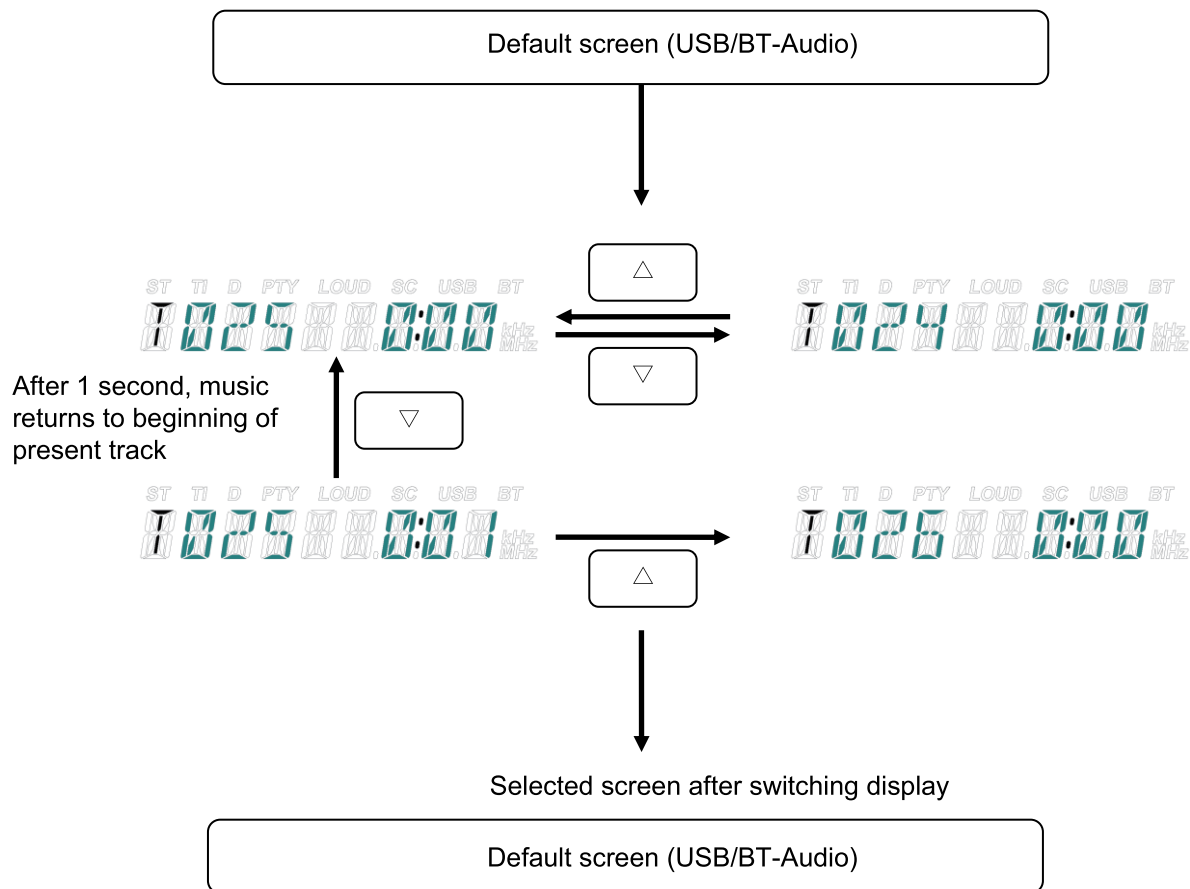 Default screen (USB/BT-Audio)
△
ST TI D PTY LOUD SC USB BT
T025 0:00 kHz MHz
ST TI D PTY LOUD SC USB BT
T024 0:00 kHz MHz
▽
After 1 second, music
returns to beginning of
present track
▽
ST TI D PTY LOUD SC USB BT
T025 0:01 kHz MHz
ST TI D PTY LOUD SC USB BT
T026 0:00 kHz MHz
△
Selected screen after switching display
Default screen (USB/BT-Audio)